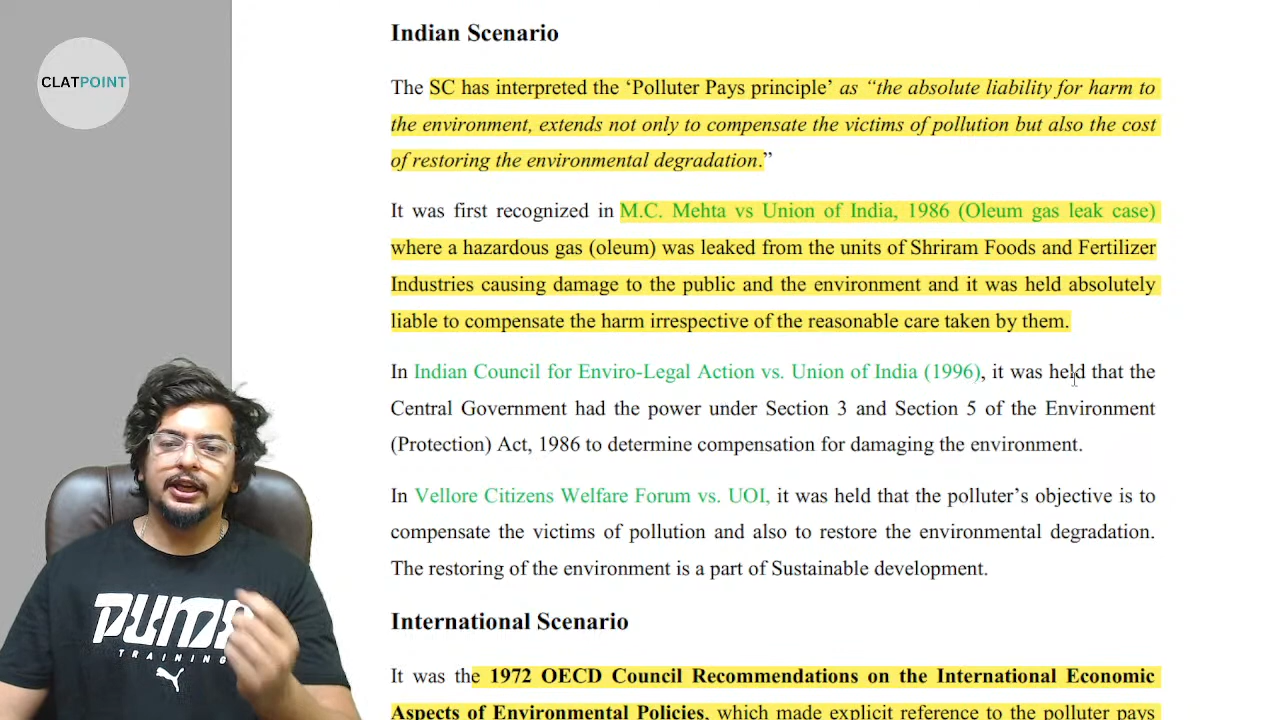 CLATPOINT
Indian Scenario
The SC has interpreted the ‘Polluter Pays principle’ as “the absolute liability for harm to
the environment, extends not only to compensate the victims of pollution but also the cost
of restoring the environmental degradation.”
It was first recognized in M.C. Mehta vs Union of India, 1986 (Oleum gas leak case)
where a hazardous gas (oleum) was leaked from the units of Shriram Foods and Fertilizer
Industries causing damage to the public and the environment and it was held absolutely
liable to compensate the harm irrespective of the reasonable care taken by them.
In Indian Council for Enviro-Legal Action vs. Union of India (1996), it was held that the
Central Government had the power under Section 3 and Section 5 of the Environment
(Protection) Act, 1986 to determine compensation for damaging the environment.
In Vellore Citizens Welfare Forum vs. UOI, it was held that the polluter’s objective is to
compensate the victims of pollution and also to restore the environmental degradation.
The restoring of the environment is a part of Sustainable development.
International Scenario
It was the 1972 OECD Council Recommendations on the International Economic
Aspects of Environmental Policies, which made explicit reference to the polluter pays
PUMA
TRAINING